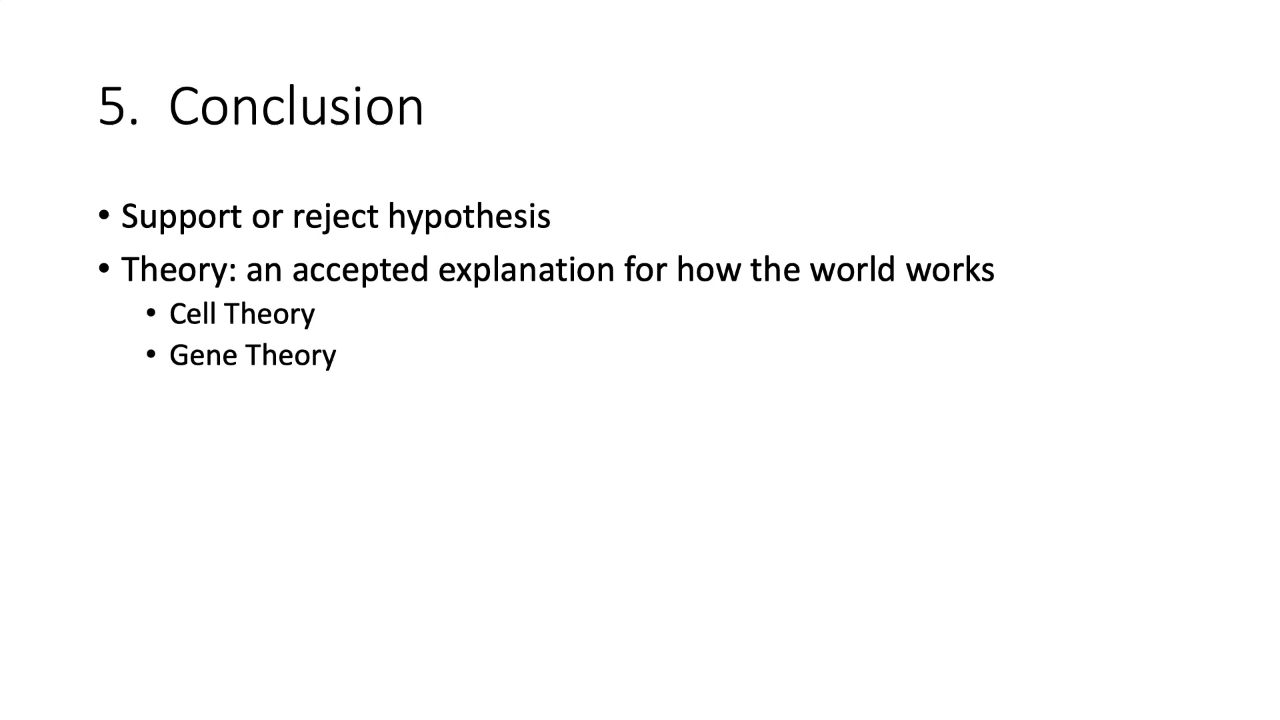 5. Conclusion
• Support or reject hypothesis
• Theory: an accepted explanation for how the world works
• Cell Theory
• Gene Theory